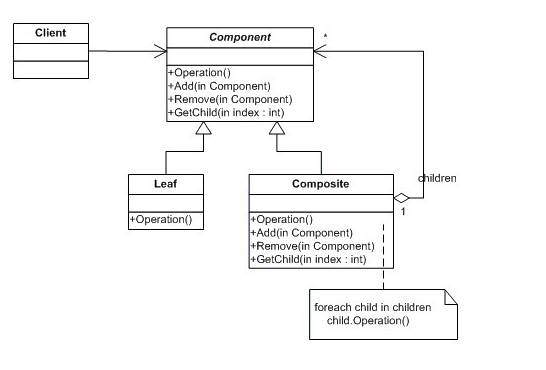 Client
Component
*
+Operation()
+Add(in Component)
+Remove(in Component)
+GetChild(in index : int)
children
Leaf
+Operation()
Composite
1
+Operation()
+Add(in Component)
+Remove(in Component)
+GetChild(in index : int)
foreach child in children
child.Operation()